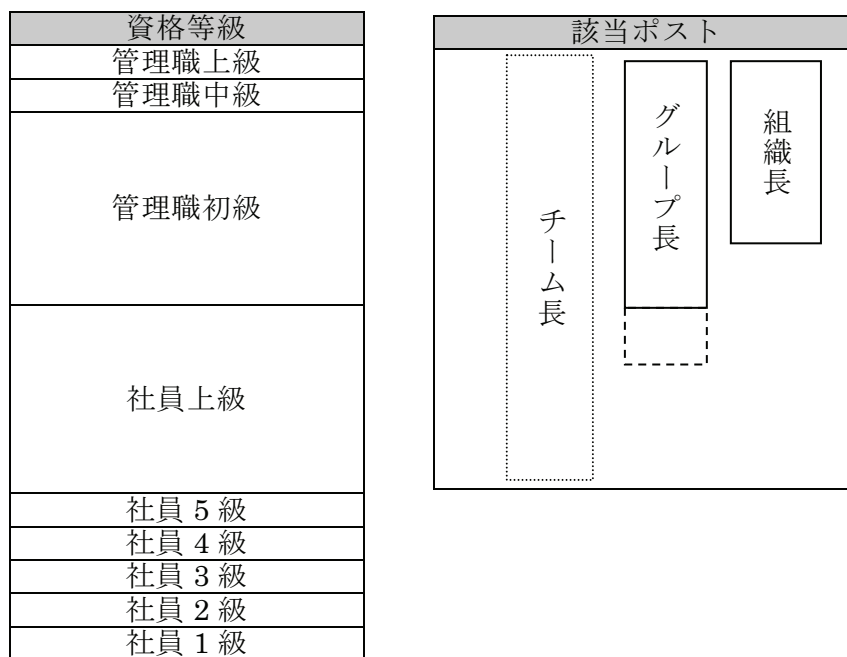 資格等級
管理職上級
管理職中級
管理職初級
社員上級
社員 5 級
社員 4 級
社員 3 級
社員 2 級
社員 1 級
該当ポスト
チーム長
グループ長
組織長